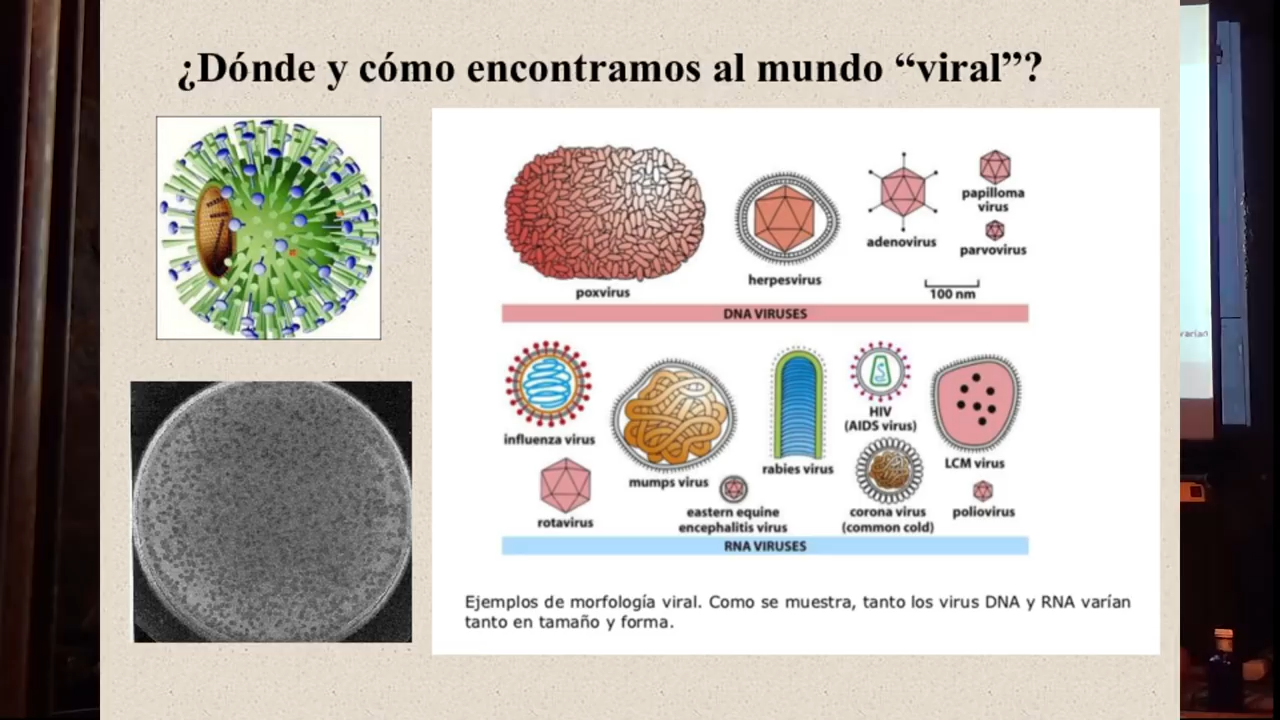 ¿Dónde y cómo encontramos al mundo “viral”?
poxvirus
herpesvirus
adenovirus
papilloma
virus
parvovirus
100 nm
DNA VIRUSES
influenza virus
mumps virus
rabies virus
HIV
(AIDS virus)
LCM virus
rotavirus
eastern equine
encephalitis virus
corona virus
(common cold)
poliovirus
RNA VIRUSES
Ejemplos de morfología viral. Como se muestra, tanto los virus DNA y RNA varían
tanto en tamaño y forma.
varían